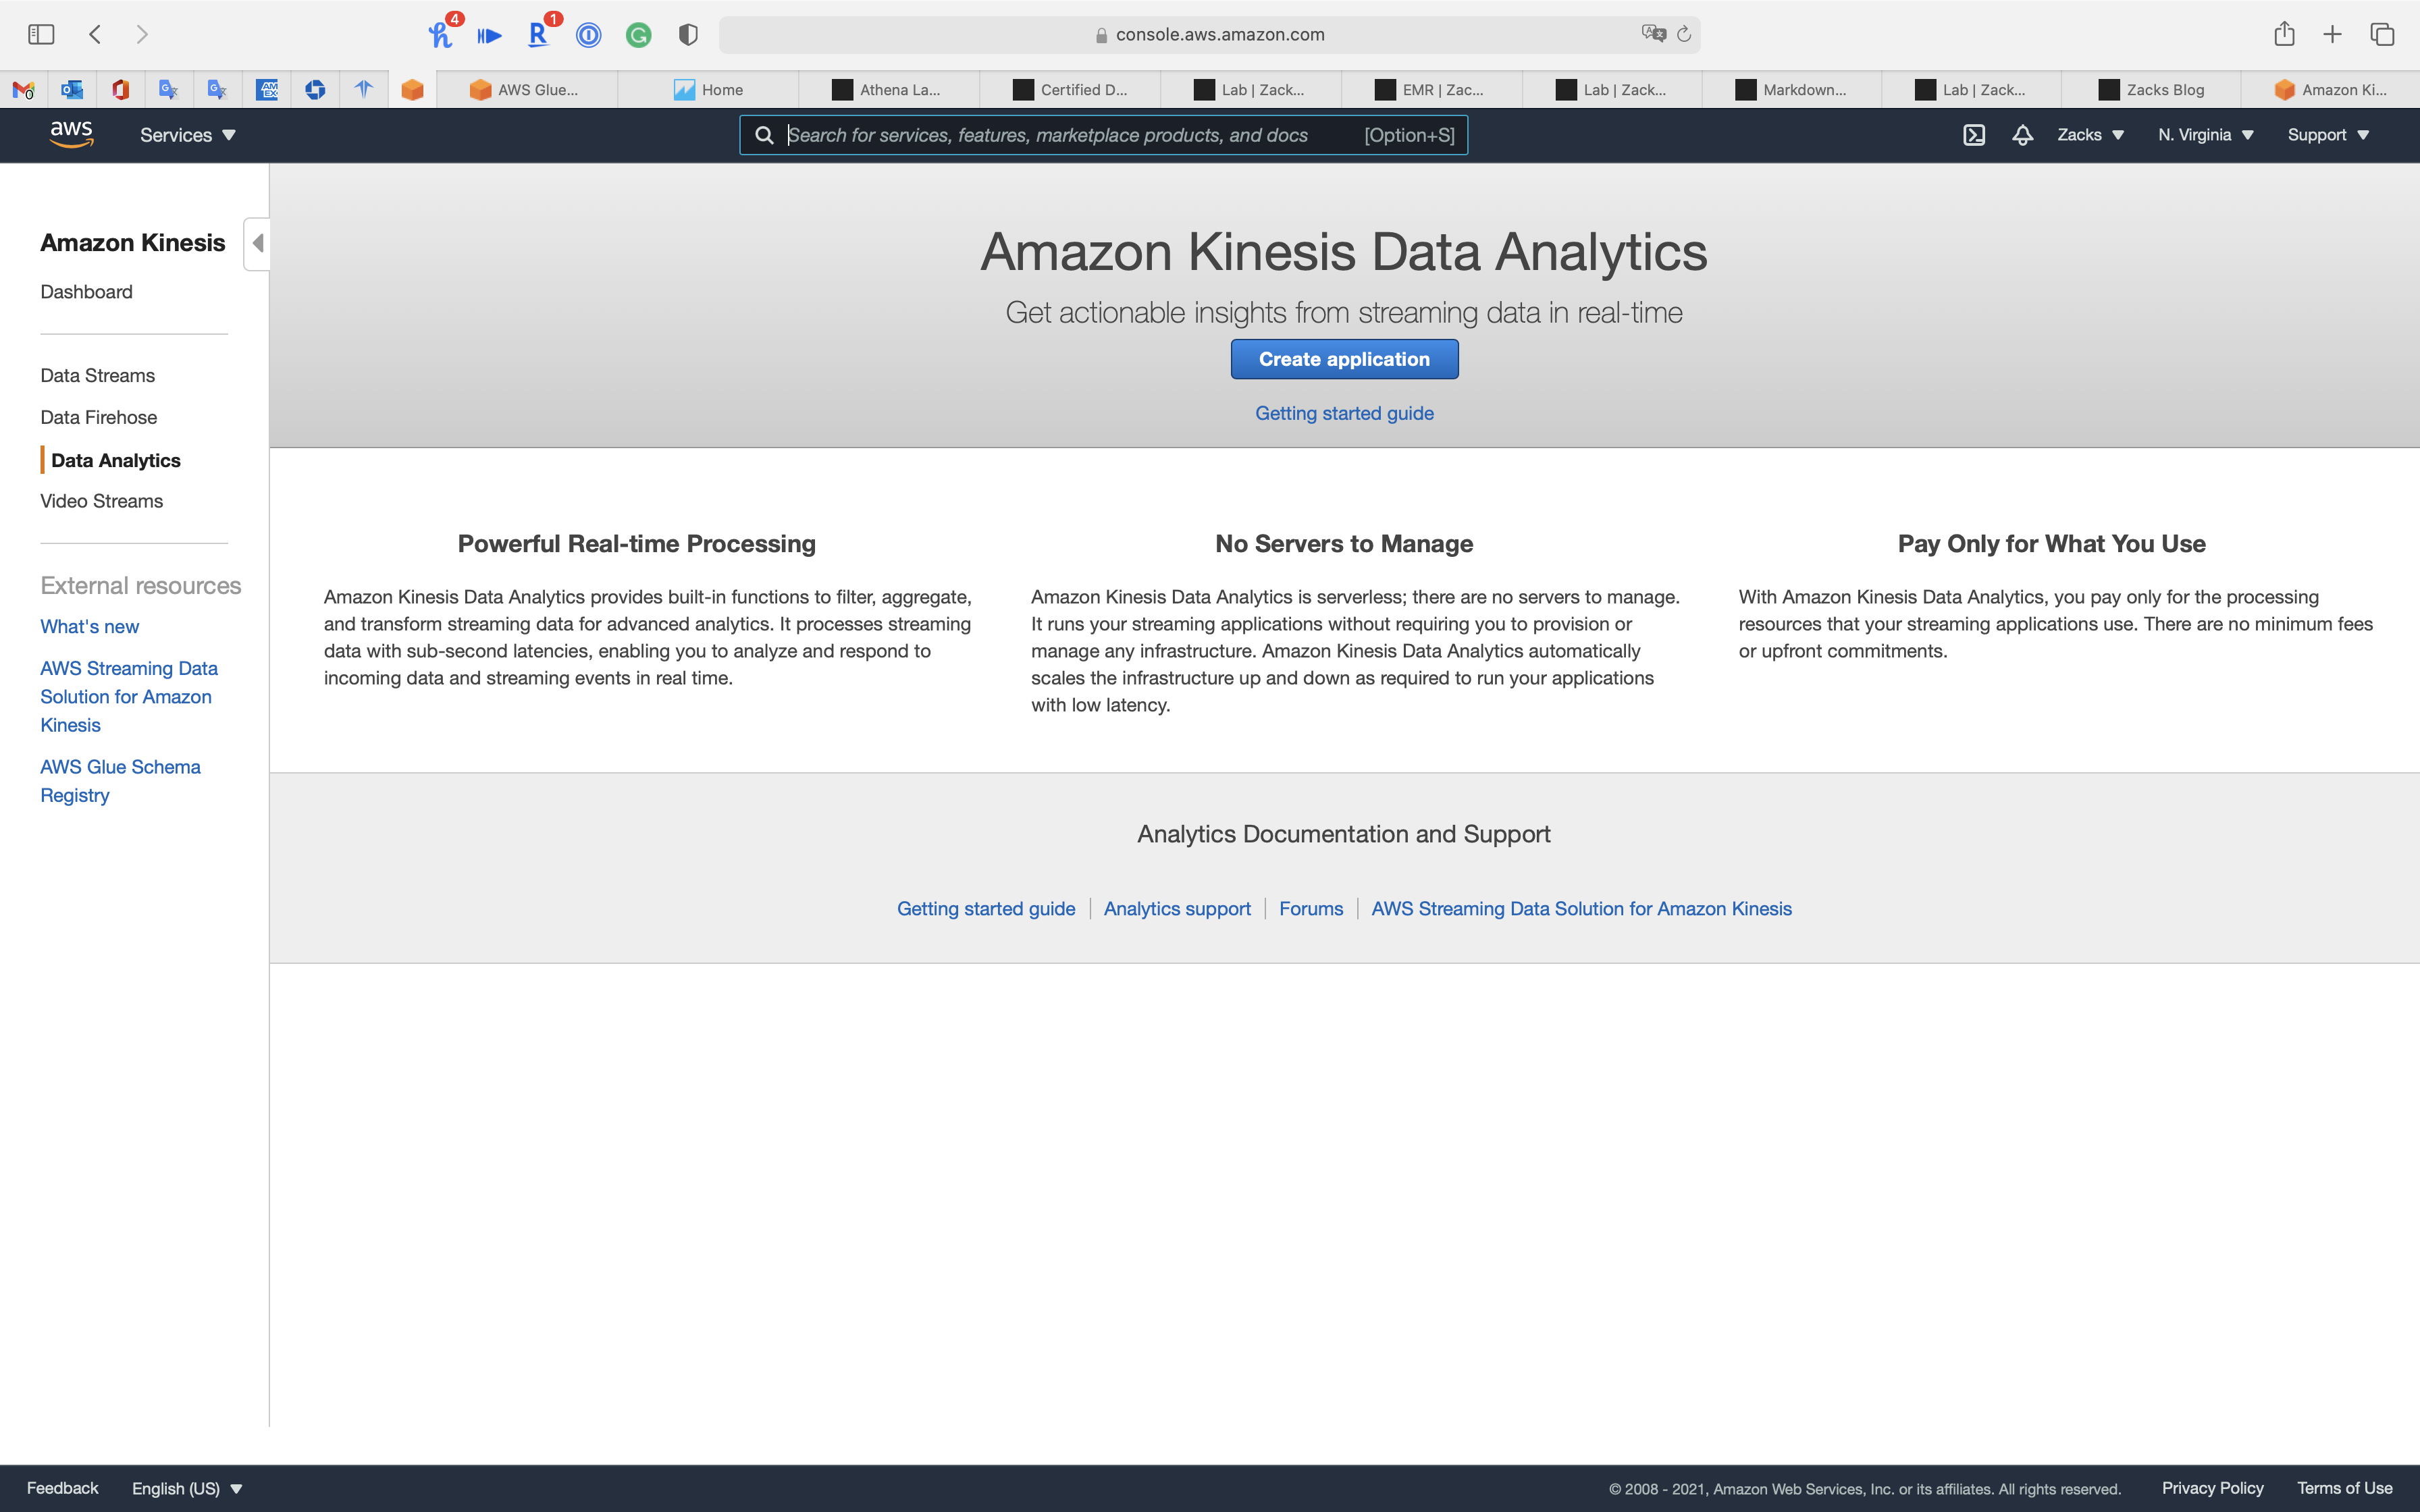 4
1
console.aws.amazon.com
AWS Glue...
Home
Athena La...
Certified D...
Lab | Zack...
EMR | Zac...
Lab | Zack...
Markdown...
Lab | Zack...
Zacks Blog
Amazon Ki...
aws
Services
Search for services, features, marketplace products, and docs
[Option+S]
Zacks
N. Virginia
Support
Amazon Kinesis
Dashboard
Data Streams
Data Firehose
Data Analytics
Video Streams
External resources
What's new
AWS Streaming Data
Solution for Amazon
Kinesis
AWS Glue Schema
Registry
Amazon Kinesis Data Analytics
Get actionable insights from streaming data in real-time
Create application
Getting started guide
Powerful Real-time Processing
Amazon Kinesis Data Analytics provides built-in functions to filter, aggregate,
and transform streaming data for advanced analytics. It processes streaming
data with sub-second latencies, enabling you to analyze and respond to
incoming data and streaming events in real time.
No Servers to Manage
Amazon Kinesis Data Analytics is serverless; there are no servers to manage.
It runs your streaming applications without requiring you to provision or
manage any infrastructure. Amazon Kinesis Data Analytics automatically
scales the infrastructure up and down as required to run your applications
with low latency.
Pay Only for What You Use
With Amazon Kinesis Data Analytics, you pay only for the processing
resources that your streaming applications use. There are no minimum fees
or upfront commitments.
Analytics Documentation and Support
Getting started guide
Analytics support
Forums
AWS Streaming Data Solution for Amazon Kinesis
Feedback
English (US)
© 2008 - 2021, Amazon Web Services, Inc. or its affiliates. All rights reserved.
Privacy Policy
Terms of Use